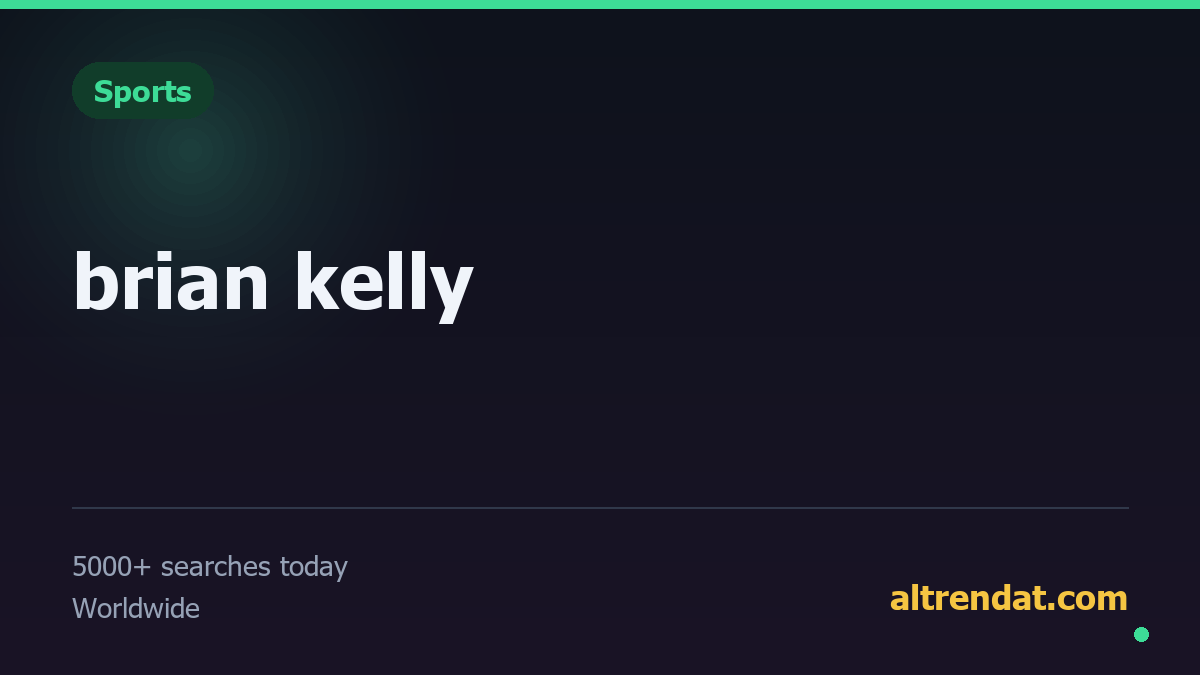 Sports
brian kelly
5000+ searches today
Worldwide
altrendat.com